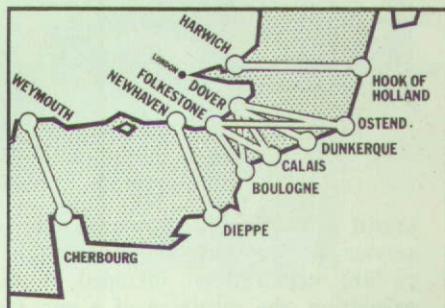 HARWICH
LONDON
HOOK OF
HOLLAND
WEYMOUTH
NEWHAVEN
FOLKESTONE
DOVER
OSTEND
DUNKERQUE
CALAIS
BOULOGNE
DIEPPE
CHERBOURG